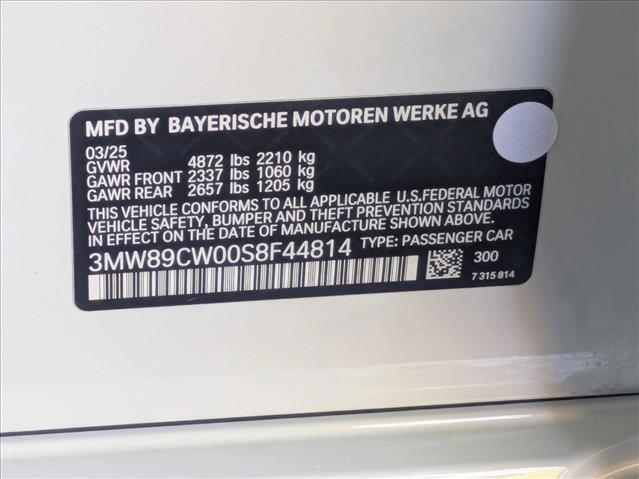 MFD BY BAYERISCHE MOTOREN WERKE AG
03/25
GVWR 4872 lbs 2210 kg
GAWR FRONT 2337 lbs 1060 kg
GAWR REAR 2657 lbs 1205 kg
THIS VEHICLE CONFORMS TO ALL APPLICABLE U.S.FEDERAL MOTOR
VEHICLE SAFETY, BUMPER AND THEFT PREVENTION STANDARDS
IN EFFECT ON THE DATE OF MANUFACTURE SHOWN ABOVE.
3MW89CW00S8F44814 TYPE: PASSENGER CAR
300
7 315 814